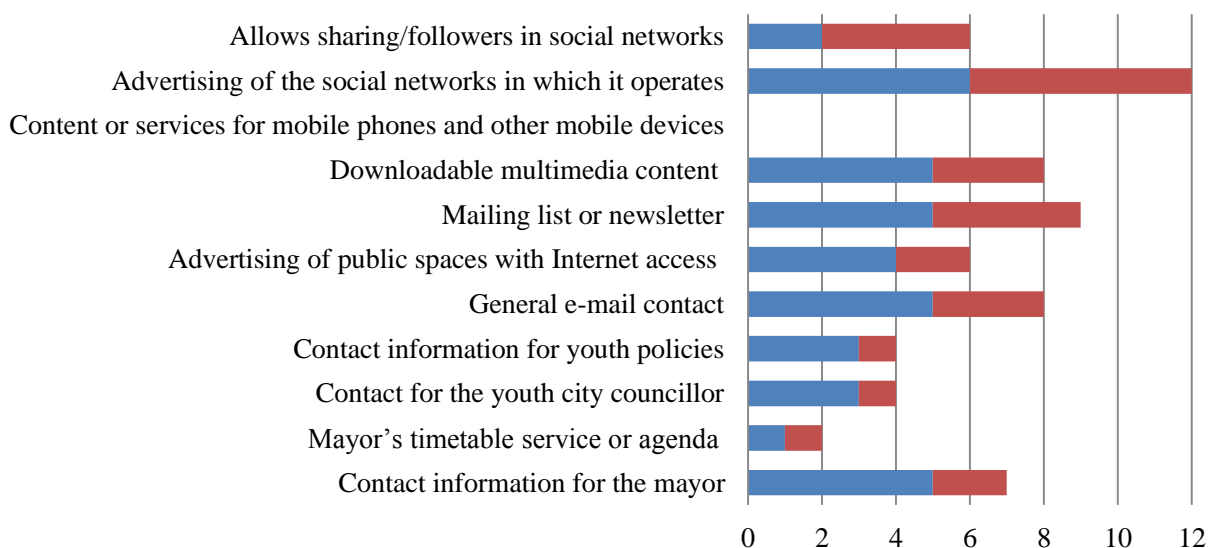 Allows sharing/followers in social networks
Advertising of the social networks in which it operates
Content or services for mobile phones and other mobile devices
Downloadable multimedia content
Mailing list or newsletter
Advertising of public spaces with Internet access
General e-mail contact
Contact information for youth policies
Contact for the youth city councillor
Mayor’s timetable service or agenda
Contact information for the mayor
0 2 4 6 8 10 12